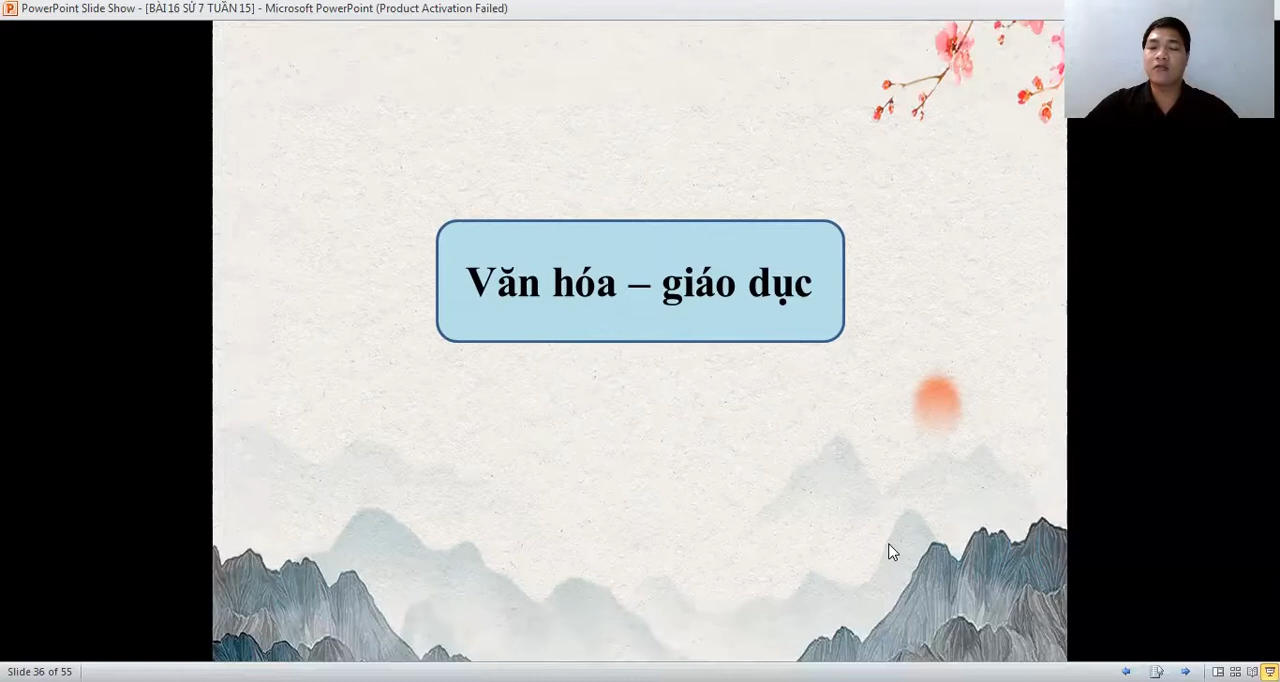 PowerPoint Slide Show - [BÀI 16 SỬ 7 TUẦN 15] - Microsoft PowerPoint (Product Activation Failed)
Văn hóa – giáo dục
Slide 36 of 55